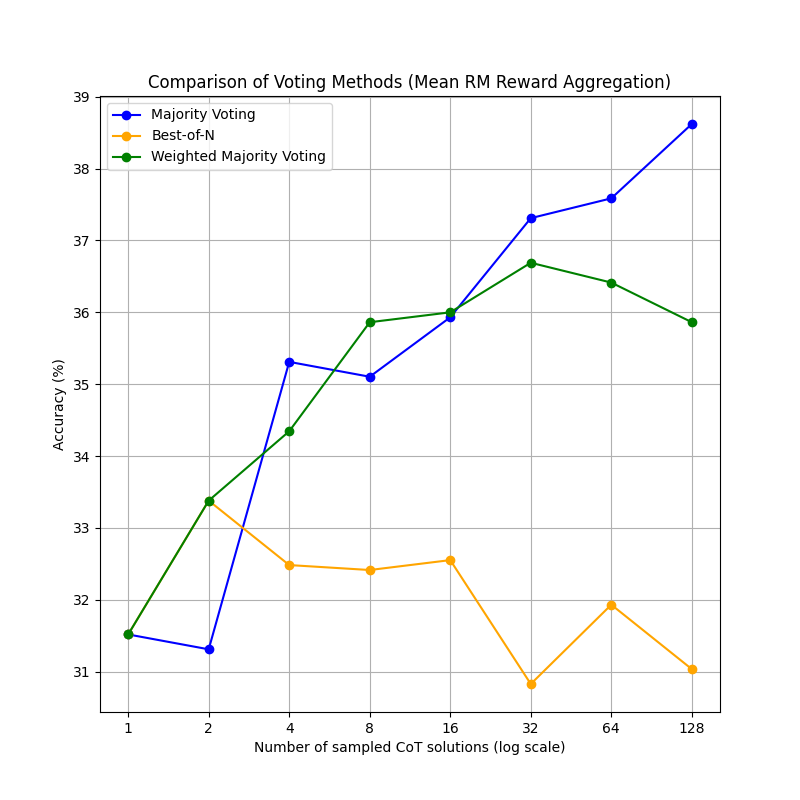 Comparison of Voting Methods (Mean RM Reward Aggregation)
Majority Voting
Best-of-N
Weighted Majority Voting
39
38
37
36
35
34
33
32
31
Accuracy (%)
1 2 4 8 16 32 64 128
Number of sampled CoT solutions (log scale)